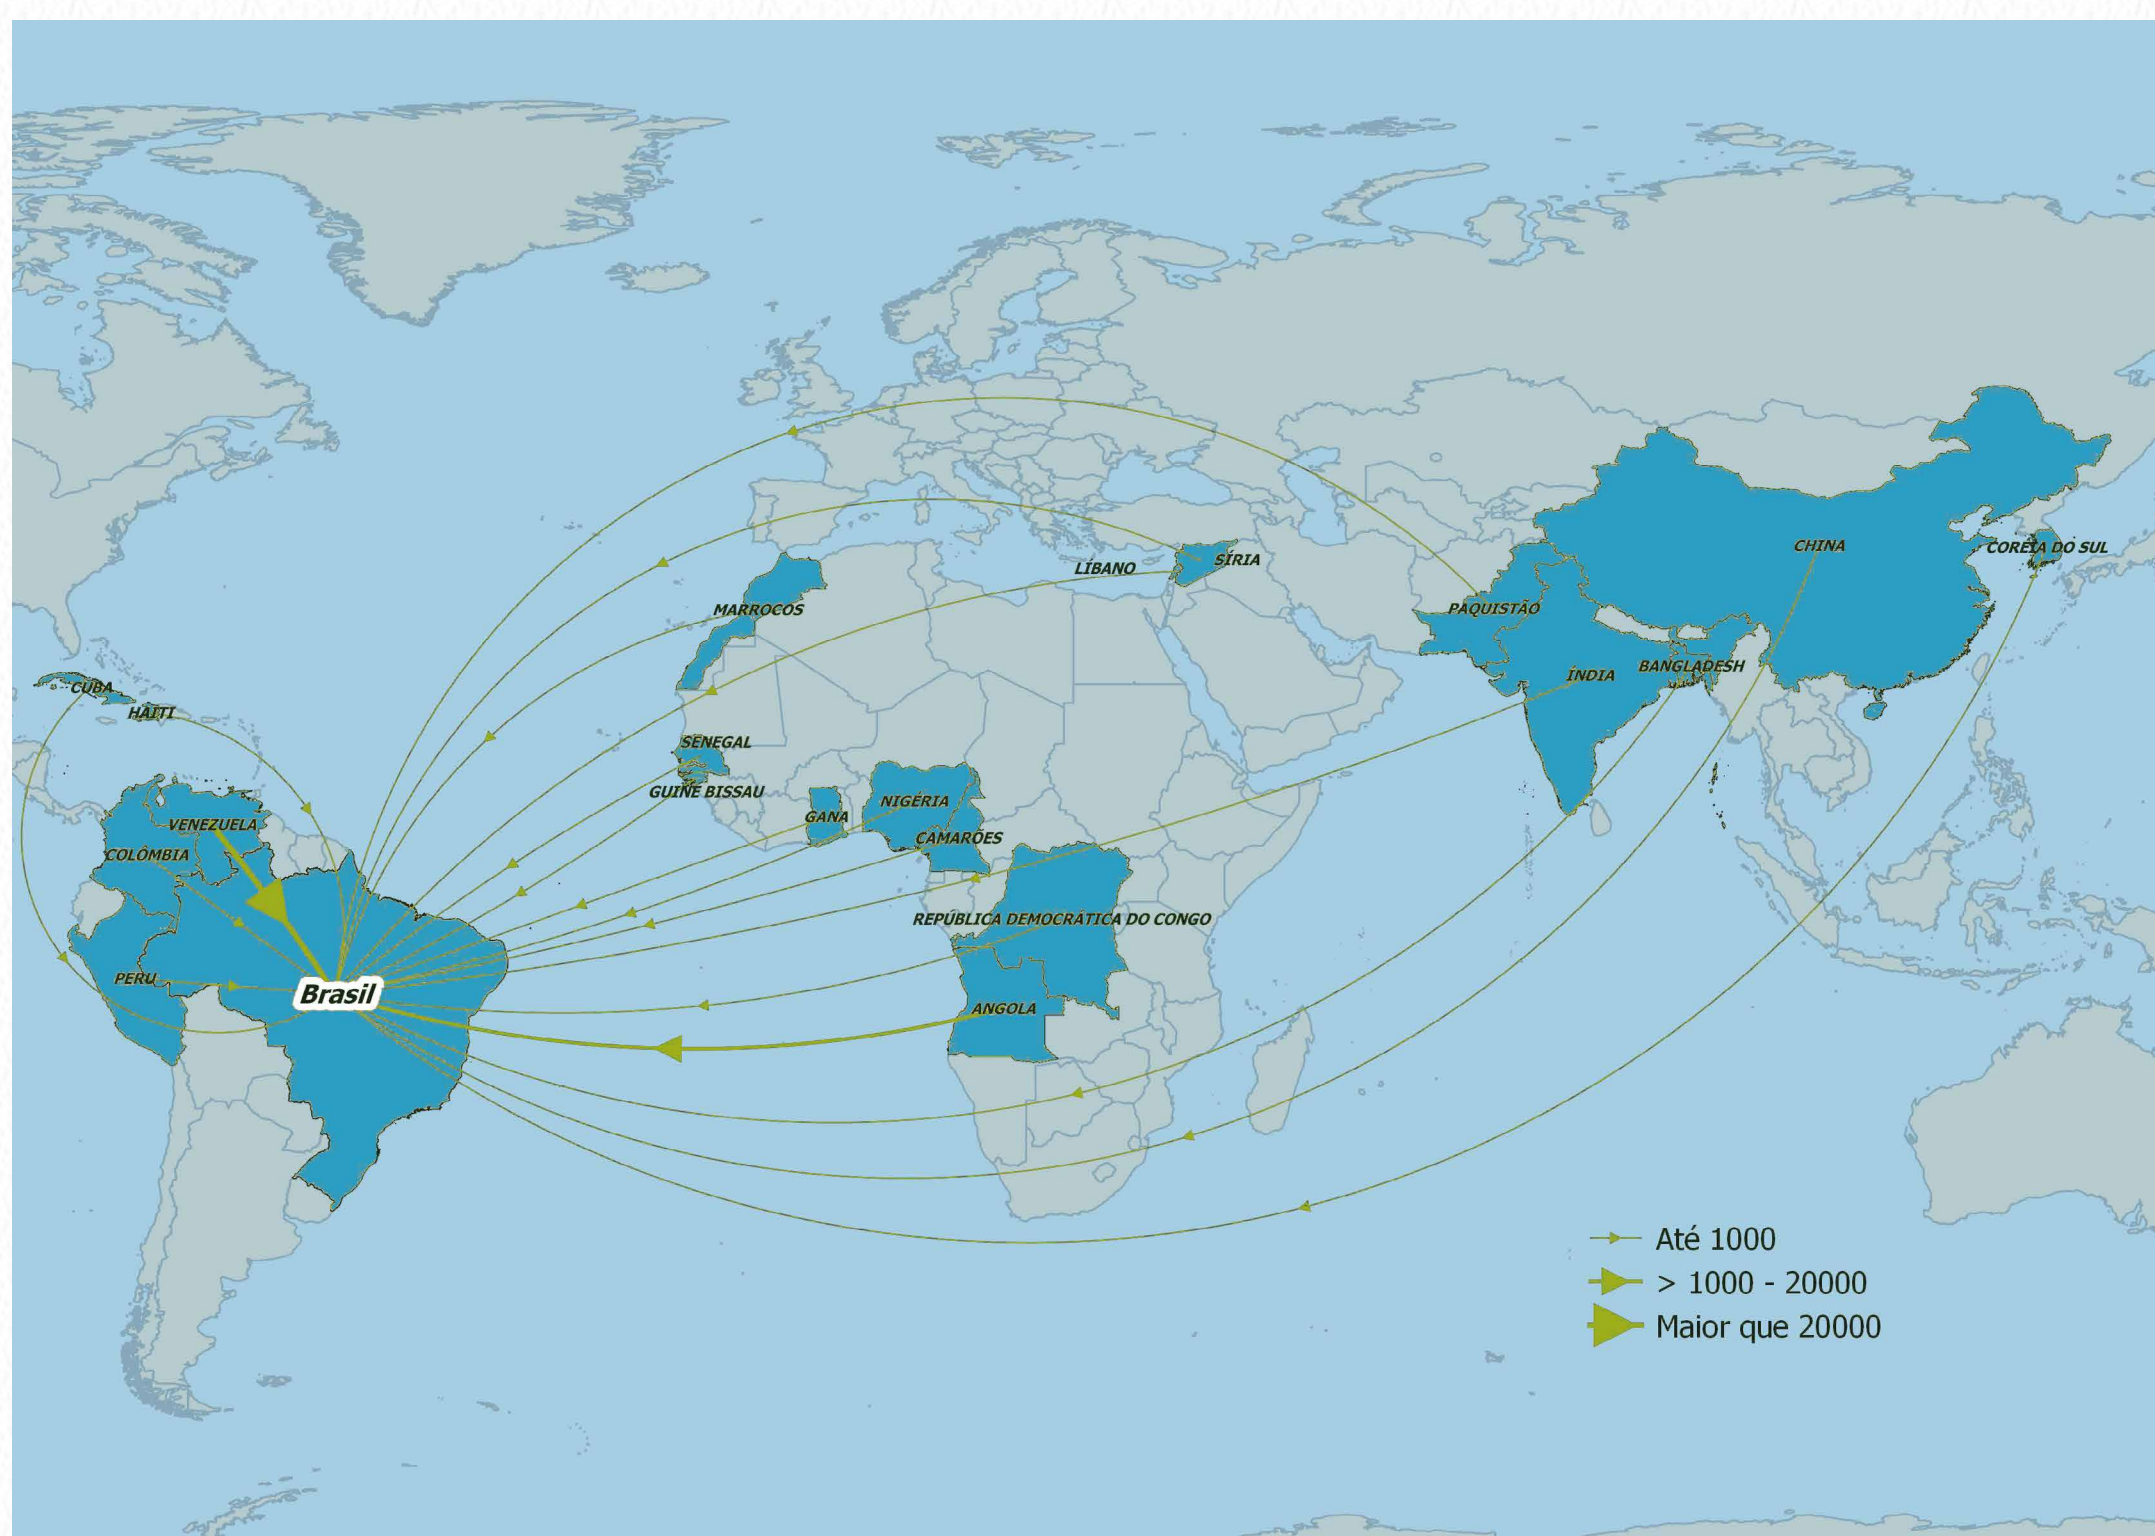 CHINA
CORÉIA DO SUL
SÍRIA
LÍBANO
MARROCOS
PAQUISTÃO
BANGLADESH
ÍNDIA
CUBA
HAITI
SENEGAL
GUINÉ BISSAU
NIGÉRIA
GANA
VENEZUELA
CAMARÕES
COLÔMBIA
REPÚBLICA DEMOCRÁTICA DO CONGO
PERU
Brasil
ANGOLA
Até 1000
> 1000 - 20000
Maior que 20000